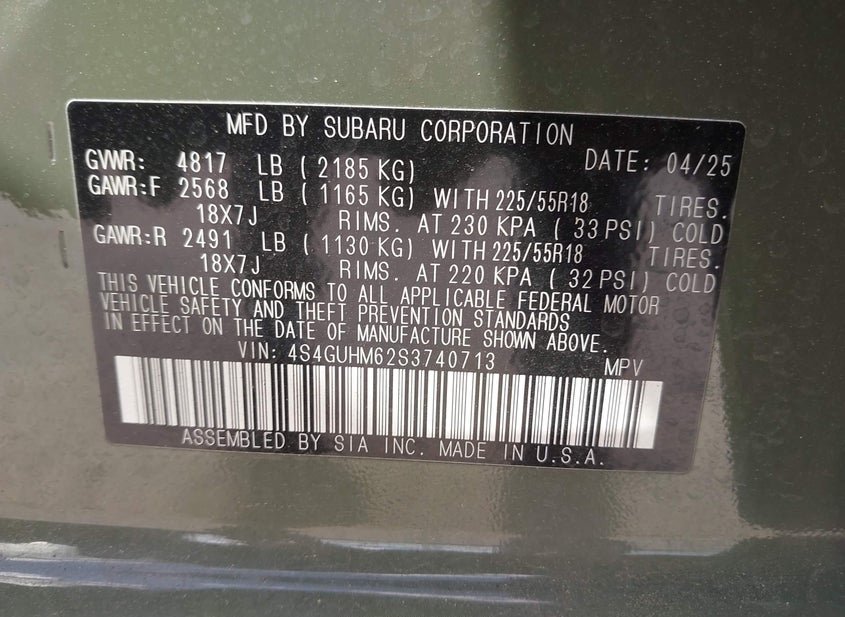 MFD BY SUBARU CORPORATION
DATE: 04/25
GVWR: 4817 LB ( 2185 KG)
GAWR:F 2568 LB ( 1165 KG) WITH 225/55R18 TIRES.
18X7J RIMS. AT 230 KPA ( 33 PSI) COLD
GAWR:R 2491 LB ( 1130 KG) WITH 225/55R18 TIRES.
18X7J RIMS. AT 220 KPA ( 32 PSI) COLD
THIS VEHICLE CONFORMS TO ALL APPLICABLE FEDERAL MOTOR
VEHICLE SAFETY AND THEFT PREVENTION STANDARDS
IN EFFECT ON THE DATE OF MANUFACTURE SHOWN ABOVE.
VIN: 4S4GUHM62S3740713 MPV
ASSEMBLED BY SIA INC. MADE IN U.S.A.